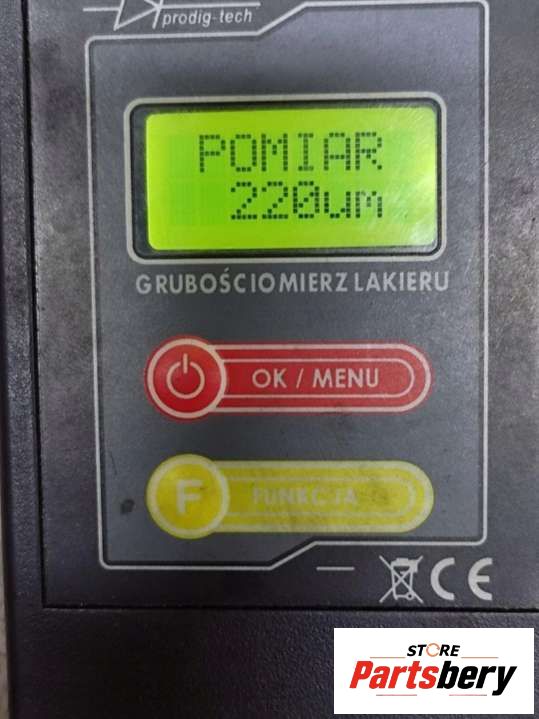 prodig-tech
POMIAR
220um
GRUBOŚCIOMIERZ LAKIERU
OK / MENU
F FUNKCJA
CE
STORE
Partsbery